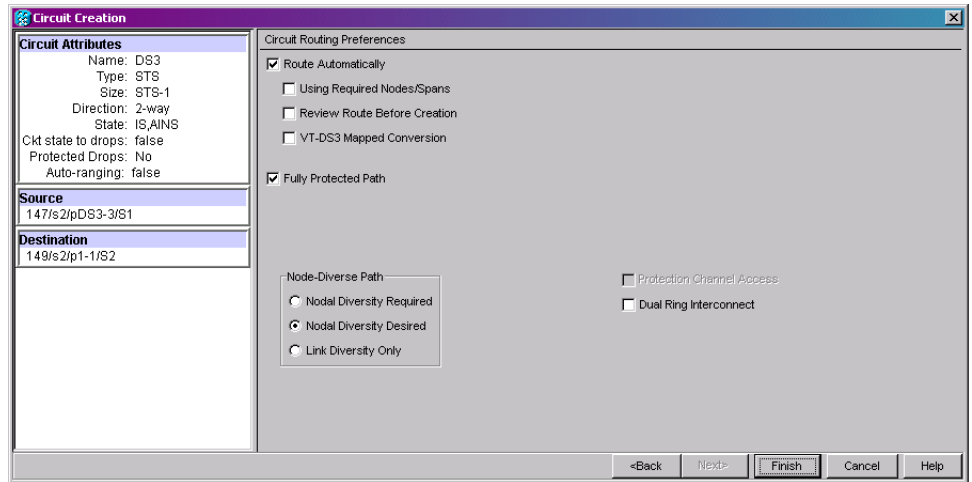 Circuit Creation
Circuit Attributes
Name: DS3
Type: STS
Size: STS-1
Direction: 2-way
State: IS,AINS
Ckt state to drops: false
Protected Drops: No
Auto-ranging: false
Source
147/s2/pDS3-3/S1
Destination
149/s2/p1-1/S2
Circuit Routing Preferences
Route Automatically
Using Required Nodes/Spans
Review Route Before Creation
VT-DS3 Mapped Conversion
Fully Protected Path
Node-Diverse Path
Nodal Diversity Required
Nodal Diversity Desired
Link Diversity Only
Protection Channel Access
Dual Ring Interconnect
<Back Next> Finish Cancel Help